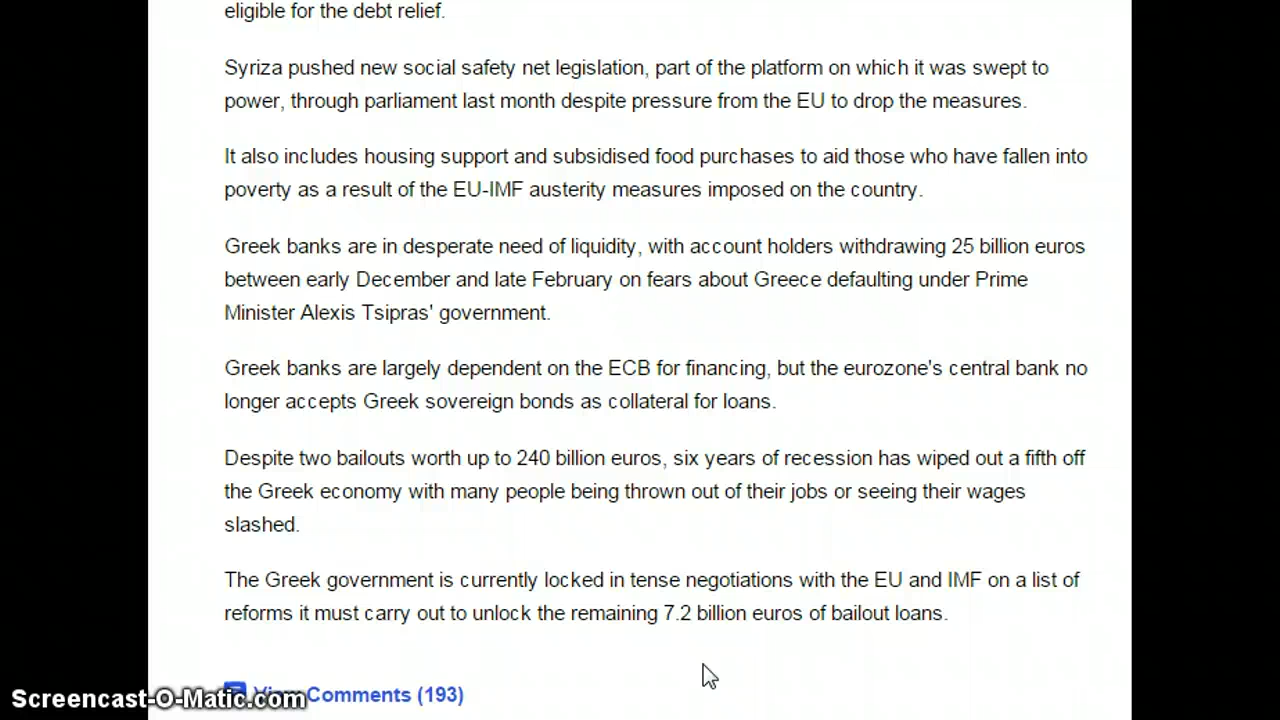 eligible for the debt relief.
Syriza pushed new social safety net legislation, part of the platform on which it was swept to
power, through parliament last month despite pressure from the EU to drop the measures.
It also includes housing support and subsidised food purchases to aid those who have fallen into
poverty as a result of the EU-IMF austerity measures imposed on the country.
Greek banks are in desperate need of liquidity, with account holders withdrawing 25 billion euros
between early December and late February on fears about Greece defaulting under Prime
Minister Alexis Tsipras' government.
Greek banks are largely dependent on the ECB for financing, but the eurozone's central bank no
longer accepts Greek sovereign bonds as collateral for loans.
Despite two bailouts worth up to 240 billion euros, six years of recession has wiped out a fifth off
the Greek economy with many people being thrown out of their jobs or seeing their wages
slashed.
The Greek government is currently locked in tense negotiations with the EU and IMF on a list of
reforms it must carry out to unlock the remaining 7.2 billion euros of bailout loans.
Comments (193)
Screencast-O-Matic.com